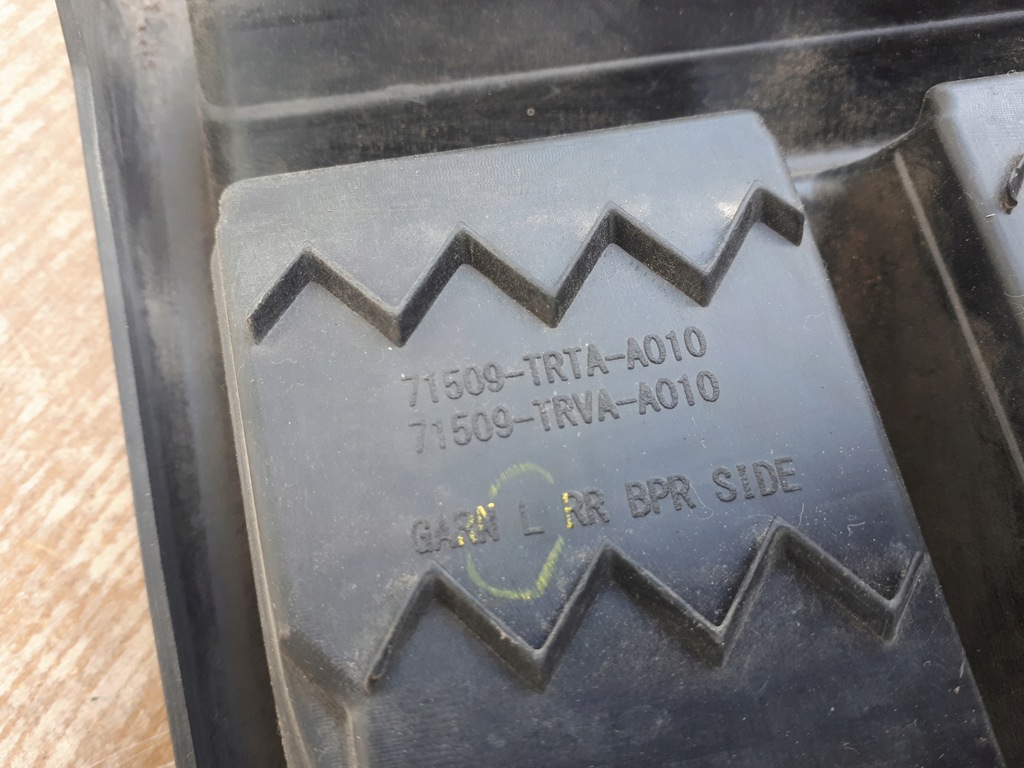 71509-TRTA-A010
71509-TRVA-A010
GARN L RR BPR SIDE